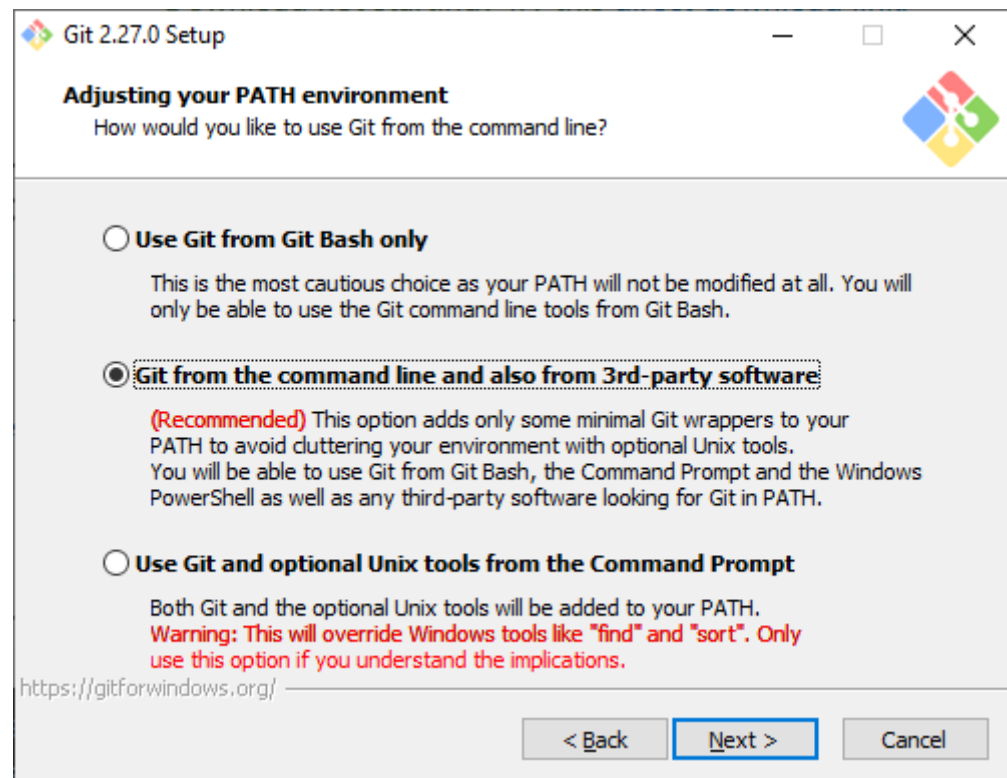 Git 2.27.0 Setup
Adjusting your PATH environment
How would you like to use Git from the command line?
Use Git from Git Bash only
This is the most cautious choice as your PATH will not be modified at all. You will
only be able to use the Git command line tools from Git Bash.
Git from the command line and also from 3rd-party software
(Recommended) This option adds only some minimal Git wrappers to your
PATH to avoid cluttering your environment with optional Unix tools.
You will be able to use Git from Git Bash, the Command Prompt and the Windows
PowerShell as well as any third-party software looking for Git in PATH.
Use Git and optional Unix tools from the Command Prompt
Both Git and the optional Unix tools will be added to your PATH.
Warning: This will override Windows tools like "find" and "sort". Only
use this option if you understand the implications.
https://gitforwindows.org/
< Back Next > Cancel